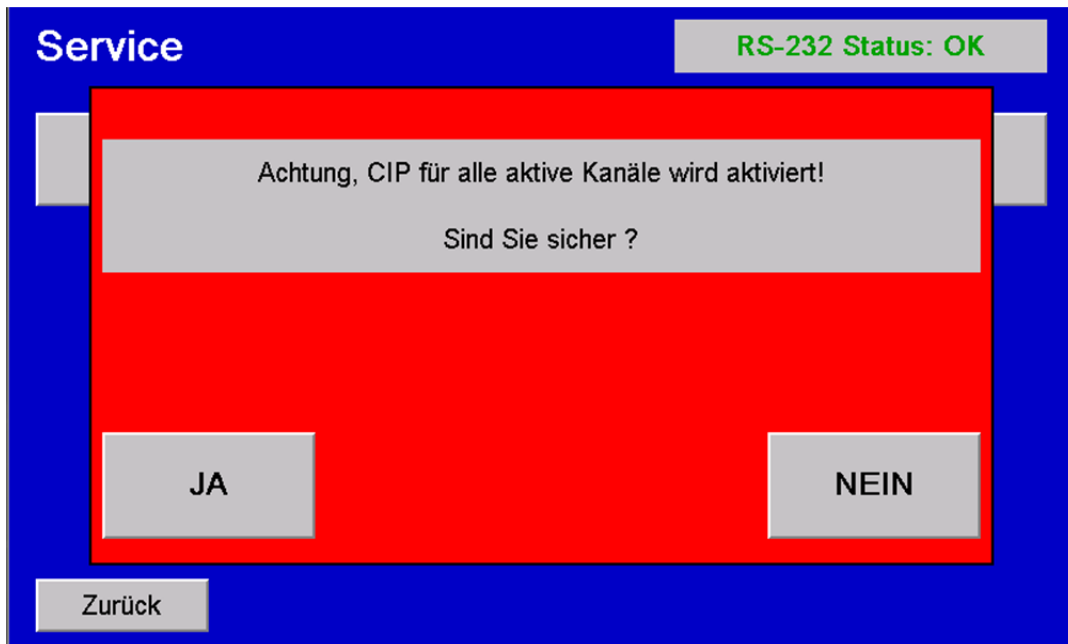 Service
RS-232 Status: OK
Achtung, CIP für alle aktive Kanäle wird aktiviert!
Sind Sie sicher ?
JA
NEIN
Zurück